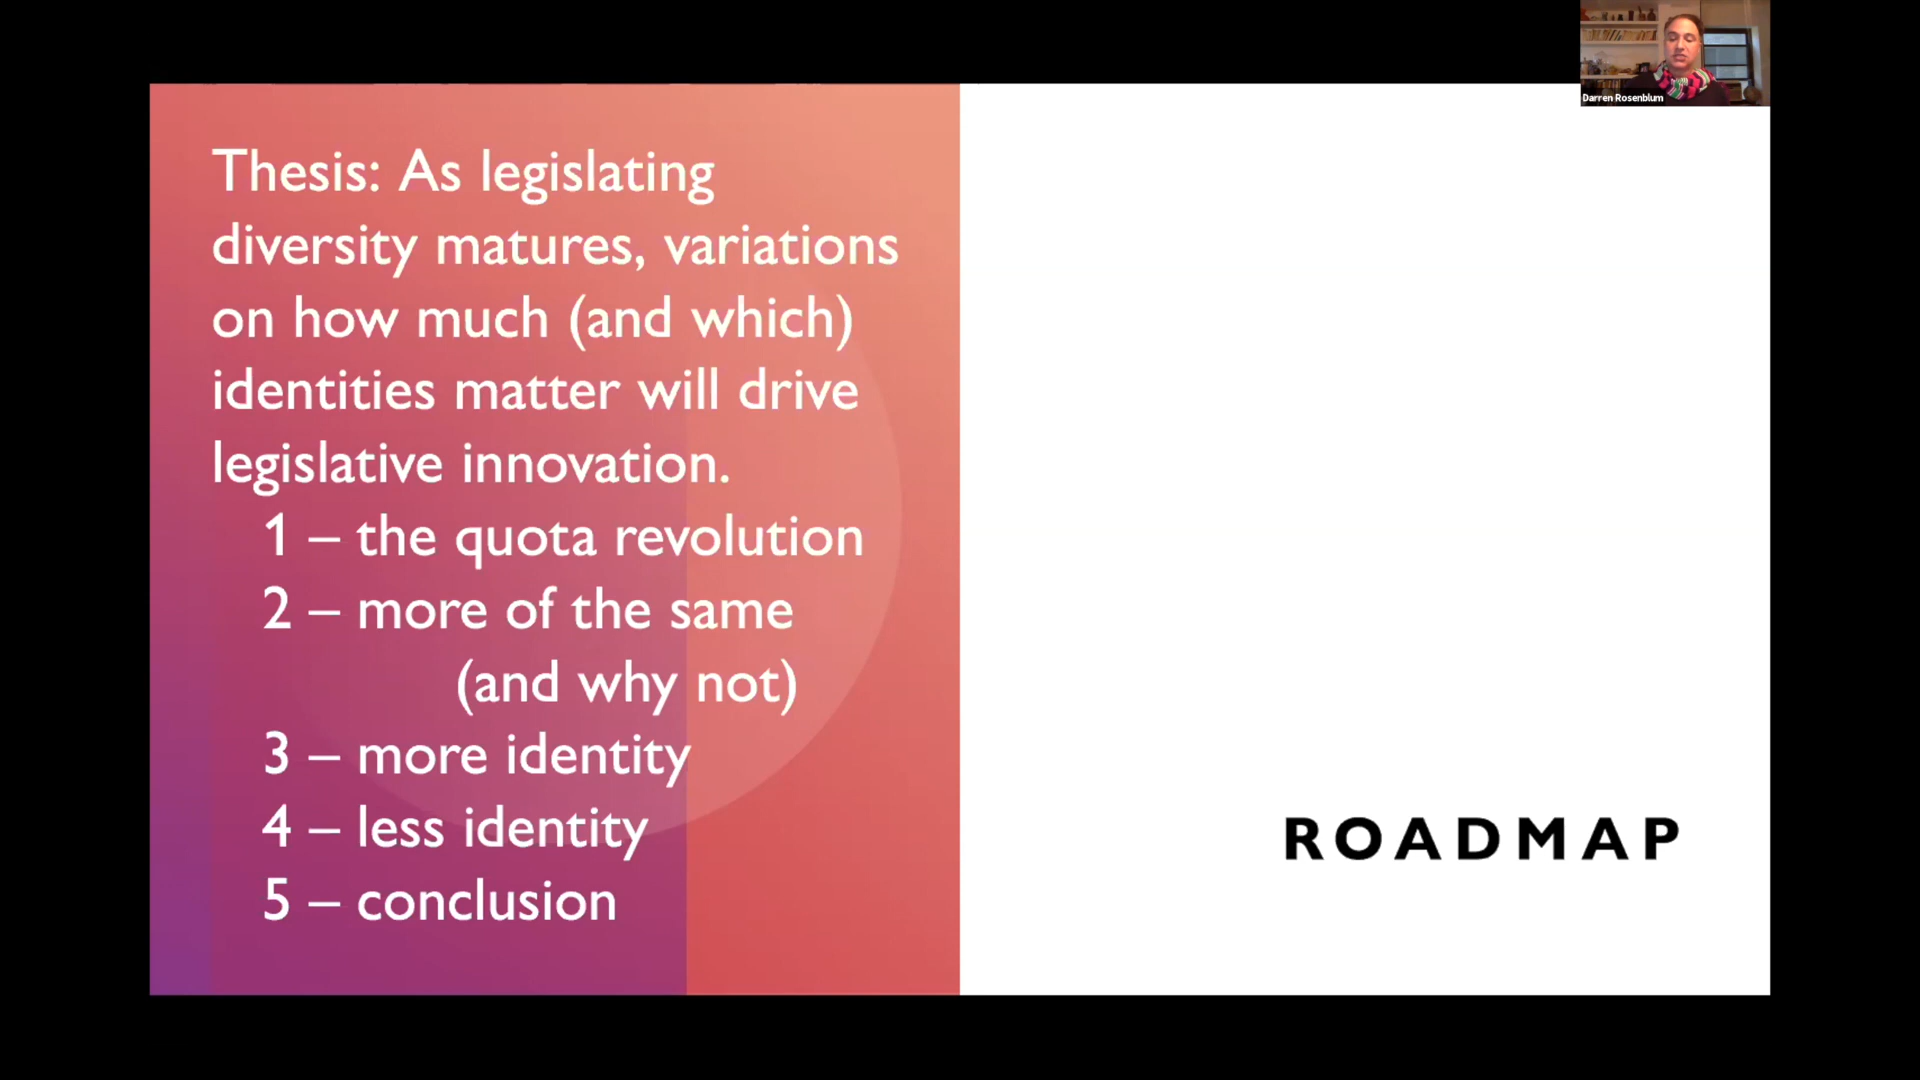 Darren Rosenblum
Thesis: As legislating
diversity matures, variations
on how much (and which)
identities matter will drive
legislative innovation.
1 – the quota revolution
2 – more of the same
(and why not)
3 – more identity
4 – less identity
5 – conclusion
ROADMAP